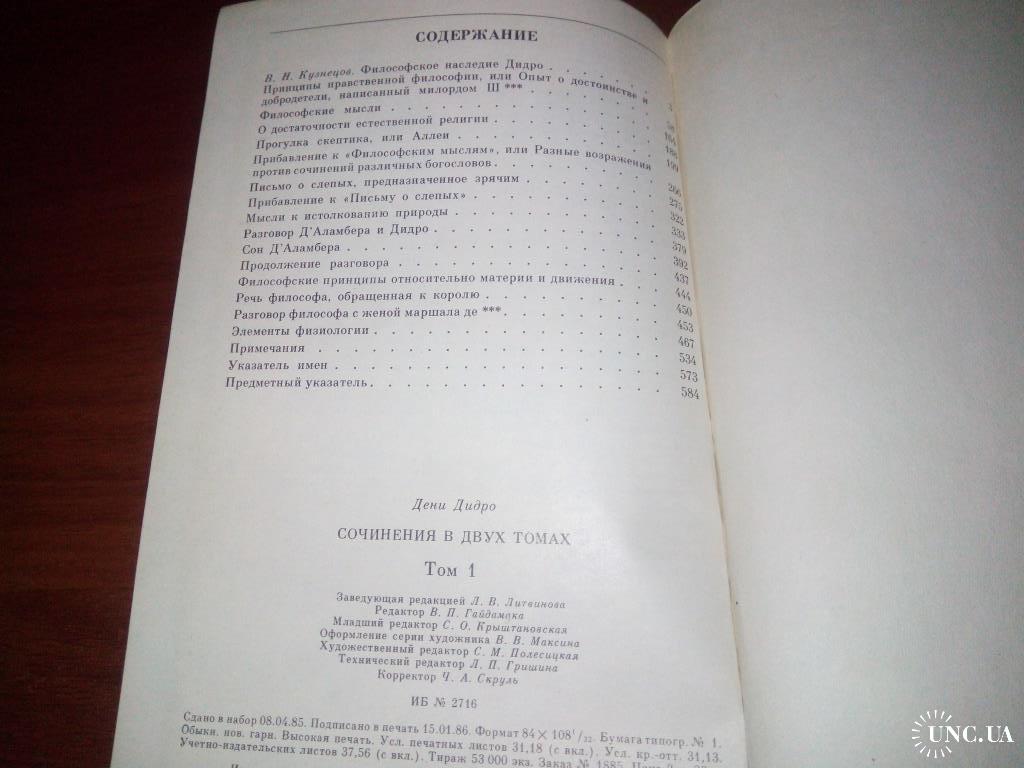 СОДЕРЖАНИЕ
В. Н. Кузнецов. Философское наследие Дидро . . . . . . 3
Принципы нравственной философии, или Опыт о достоинстве и
добродетели, написанный милордом Ш *** . . . . . .
Философские мысли . . . . . . 164
О достаточности естественной религии . . . . . . 188
Прогулка скептика, или Аллеи . . . . . . 199
Прибавление к «Философским мыслям», или Разные возражения
против сочинений различных богословов . . . . . . 266
Письмо о слепых, предназначенное зрячим . . . . . . 275
Прибавление к «Письму о слепых» . . . . . . 322
Мысли к истолкованию природы . . . . . . 333
Разговор Д'Аламбера и Дидро . . . . . . 379
Сон Д'Аламбера . . . . . . 392
Продолжение разговора . . . . . . 437
Философские принципы относительно материи и движения . . . . . . 444
Речь философа, обращенная к королю . . . . . . 450
Разговор философа с женой маршала де *** . . . . . . 453
Элементы физиологии . . . . . . 467
Примечания . . . . . . 534
Указатель имен . . . . . . 573
Предметный указатель . . . . . . 584
Дени Дидро
СОЧИНЕНИЯ В ДВУХ ТОМАХ
Том 1
Заведующая редакцией Л. В. Литвинова
Редактор В. П. Гайдамака
Младший редактор С. О. Крыштановская
Оформление серии художника В. В. Максина
Художественный редактор С. М. Полесицкая
Технический редактор Л. П. Гришина
Корректор Ч. А. Скруль
ИБ № 2716
Сдано в набор 08.04.85. Подписано в печать 15.01.86. Формат 84×108 1/32. Бумага типогр. № 1.
Обыкн. нов. гарн. Высокая печать. Усл. печатных листов 31,18 (с вкл.). Усл. кр.-отт. 31,13.
Учетно-издательских листов 37,56 (с вкл.). Тираж 53 000 экз. Заказ № 1885.
UNC.UA